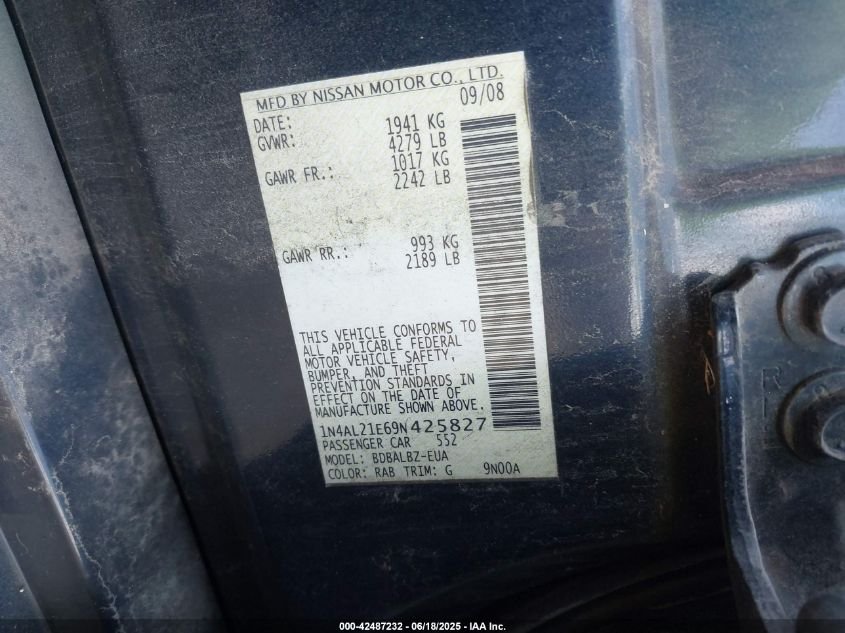 MFD BY NISSAN MOTOR CO., LTD.
DATE: 09/08
GVWR: 1941 KG
4279 LB
GAWR FR.: 1017 KG
2242 LB
GAWR RR.: 993 KG
2189 LB
THIS VEHICLE CONFORMS TO
ALL APPLICABLE FEDERAL
MOTOR VEHICLE SAFETY,
BUMPER, AND THEFT
PREVENTION STANDARDS IN
EFFECT ON THE DATE OF
MANUFACTURE SHOWN ABOVE.
1N4AL21E69N425827
PASSENGER CAR 552
MODEL: BDBALBZ-EUA
COLOR: RAB TRIM: G 9N00A
000-42487232 - 06/18/2025 - IAA Inc.